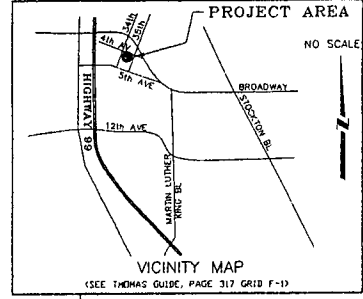 PROJECT AREA
34th
35th
4th AV
NO SCALE
5th AVE
BROADWAY
HIGHWAY 99
STOCKTON BL
12th AVE
MARTIN LUTHER
KING BL
N
VICINITY MAP
(SEE THOMAS GUIDE, PAGE 317 GRID F-1)